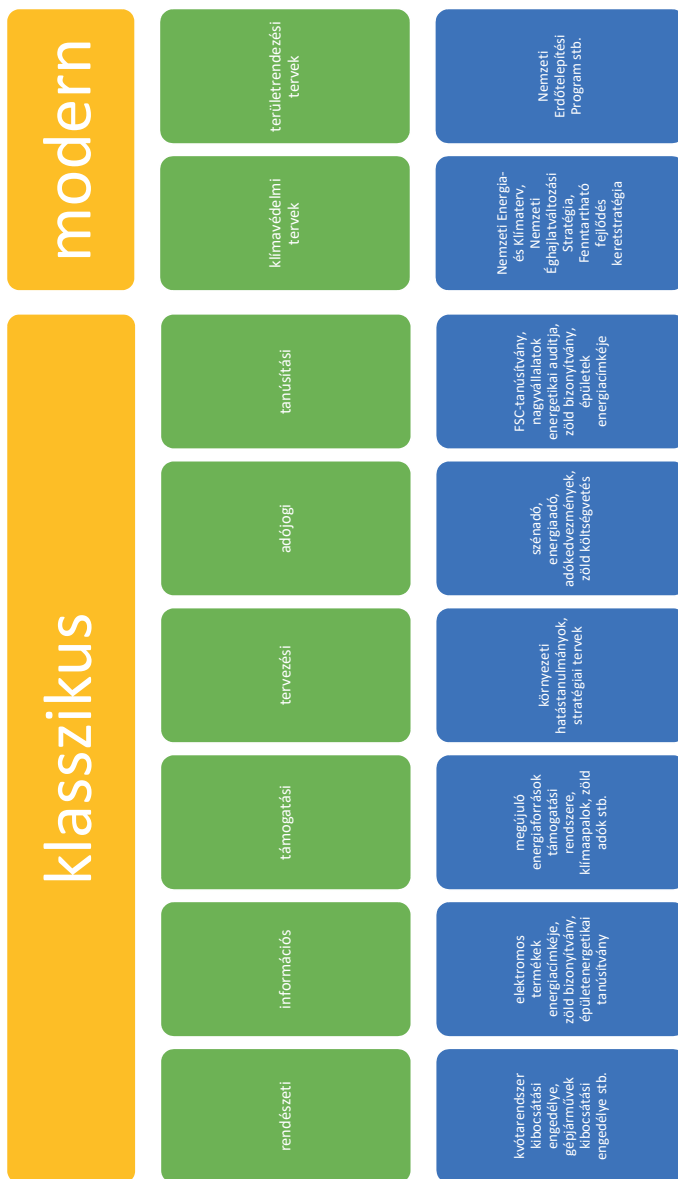 klasszikus
modern
rendészeti
információs
támogatási
tervezési
adójogi
tanúsítási
klímavédelmi
tervek
területrendezési
tervek
kvótarendszer
kibocsátási
engedélye,
gépjárművek
kibocsátási
engedélye stb.
elektromos
termékek
energiacímkéje,
zöld bizonyítvány,
épületenergetikai
tanúsítvány
megújuló
energiaforrások
támogatási
rendszere,
klímaapalok, zöld
adók stb.
környezeti
hatástanulmányok,
stratégiai tervek
szénadó,
energiaadó,
adókedvezmények,
zöld költségvetés
FSC-tanúsítvány,
nagyvállalatok
energetikai auditja,
zöld bizonyítvány,
épületek
energiacímkéje
Nemzeti Energia-
és Klímaterv,
Nemzeti
Éghajlatváltozási
Stratégia,
Fenntartható
fejlődés
keretstratégia
Nemzeti
Erdőtelepítési
Program stb.